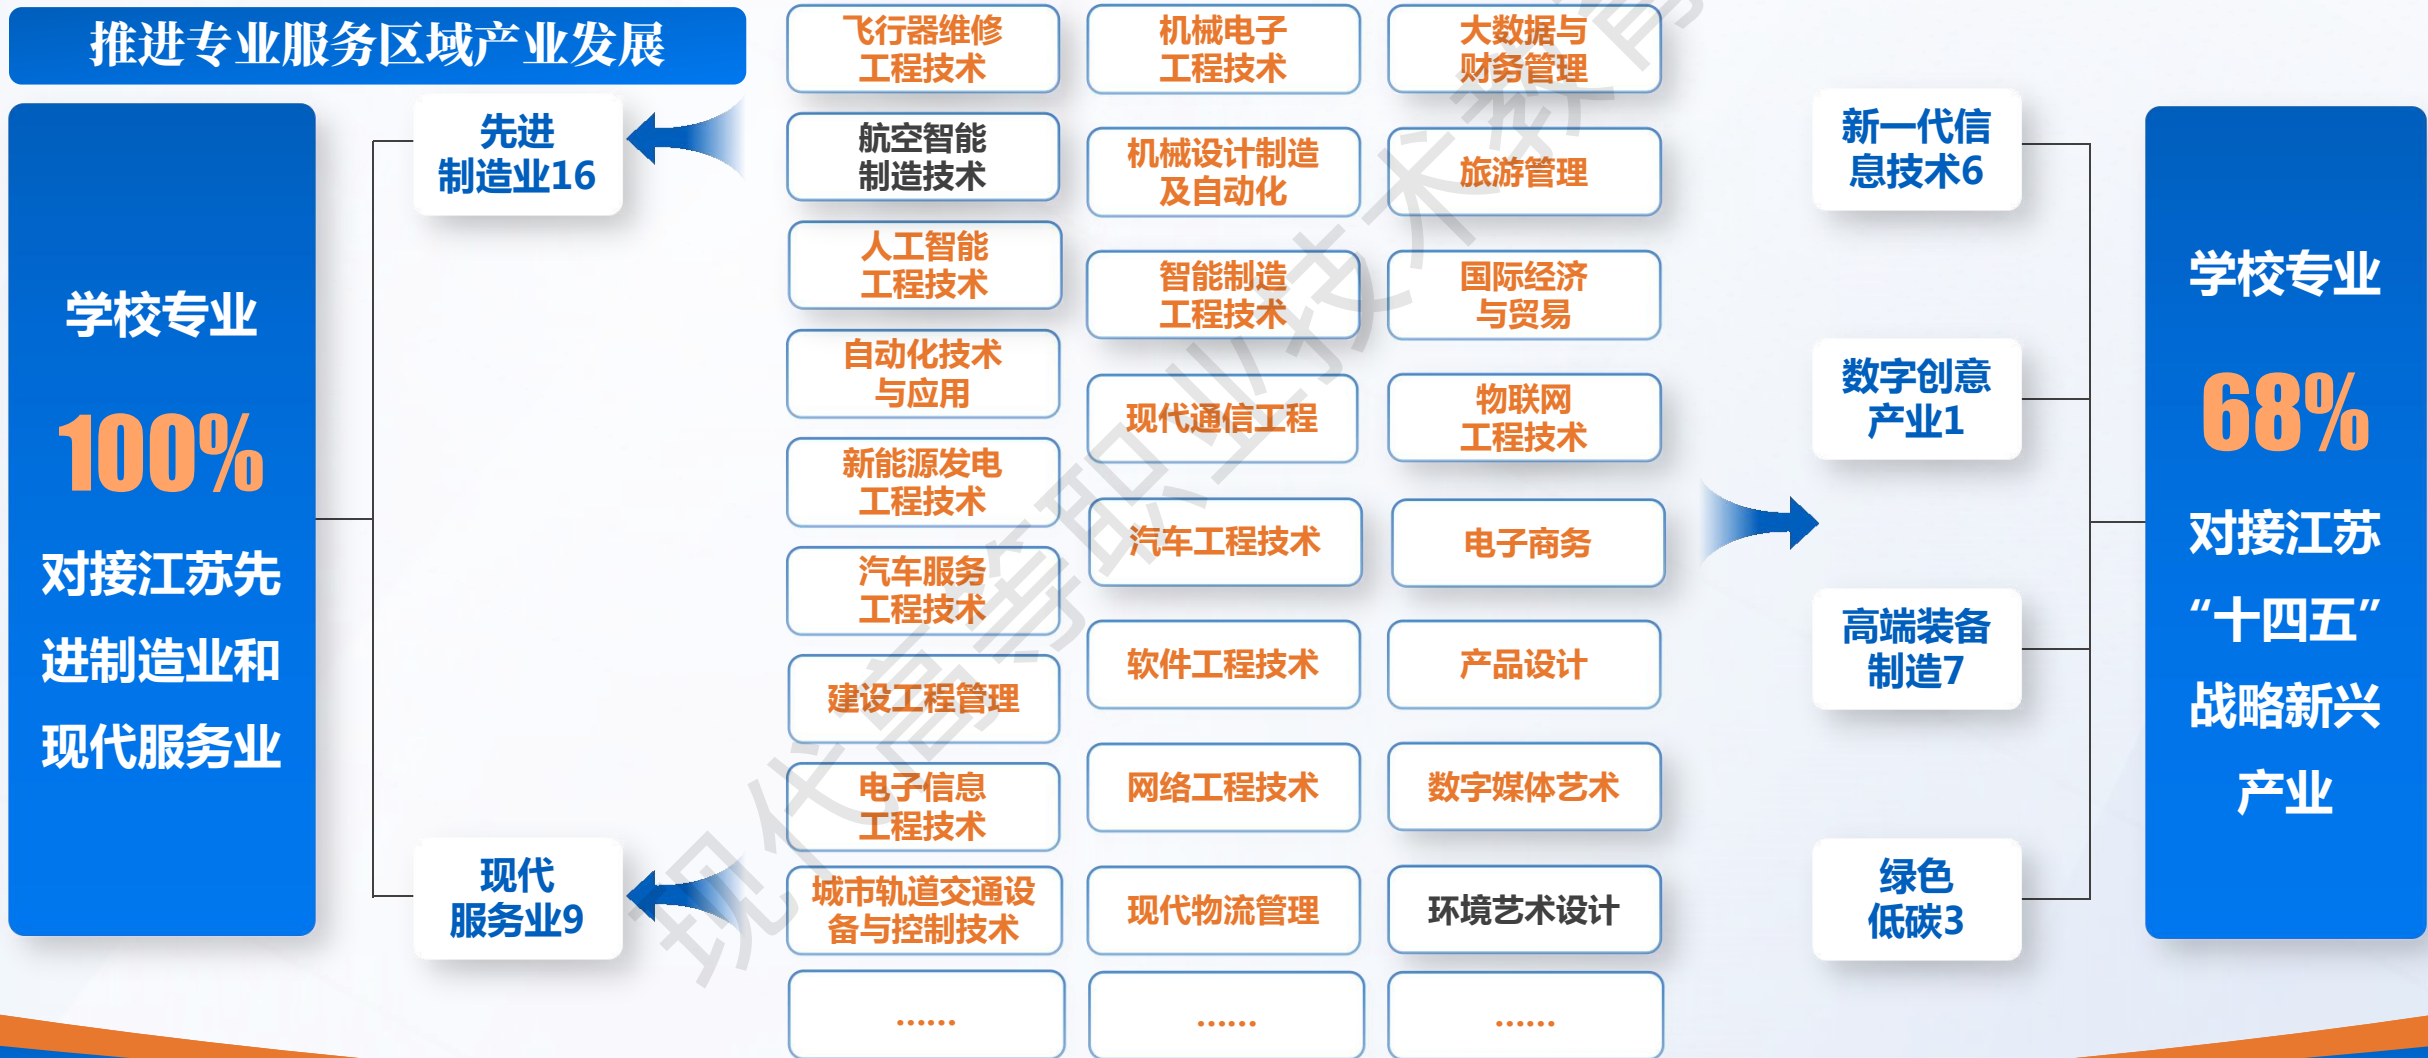 推进专业服务区域产业发展
学校专业
100%
对接江苏先
进制造业和
现代服务业
先进
制造业16
现代
服务业9
飞行器维修
工程技术
航空智能
制造技术
人工智能
工程技术
自动化技术
与应用
新能源发电
工程技术
汽车服务
工程技术
建设工程管理
电子信息
工程技术
城市轨道交通设
备与控制技术
......
机械电子
工程技术
机械设计制造
及自动化
智能制造
工程技术
现代通信工程
汽车工程技术
软件工程技术
网络工程技术
现代物流管理
......
大数据与
财务管理
旅游管理
国际经济
与贸易
物联网
工程技术
电子商务
产品设计
数字媒体艺术
环境艺术设计
......
新一代信
息技术6
数字创意
产业1
高端装备
制造7
绿色
低碳3
学校专业
68%
对接江苏
“十四五”
战略新兴
产业
现代高等职业技术教育